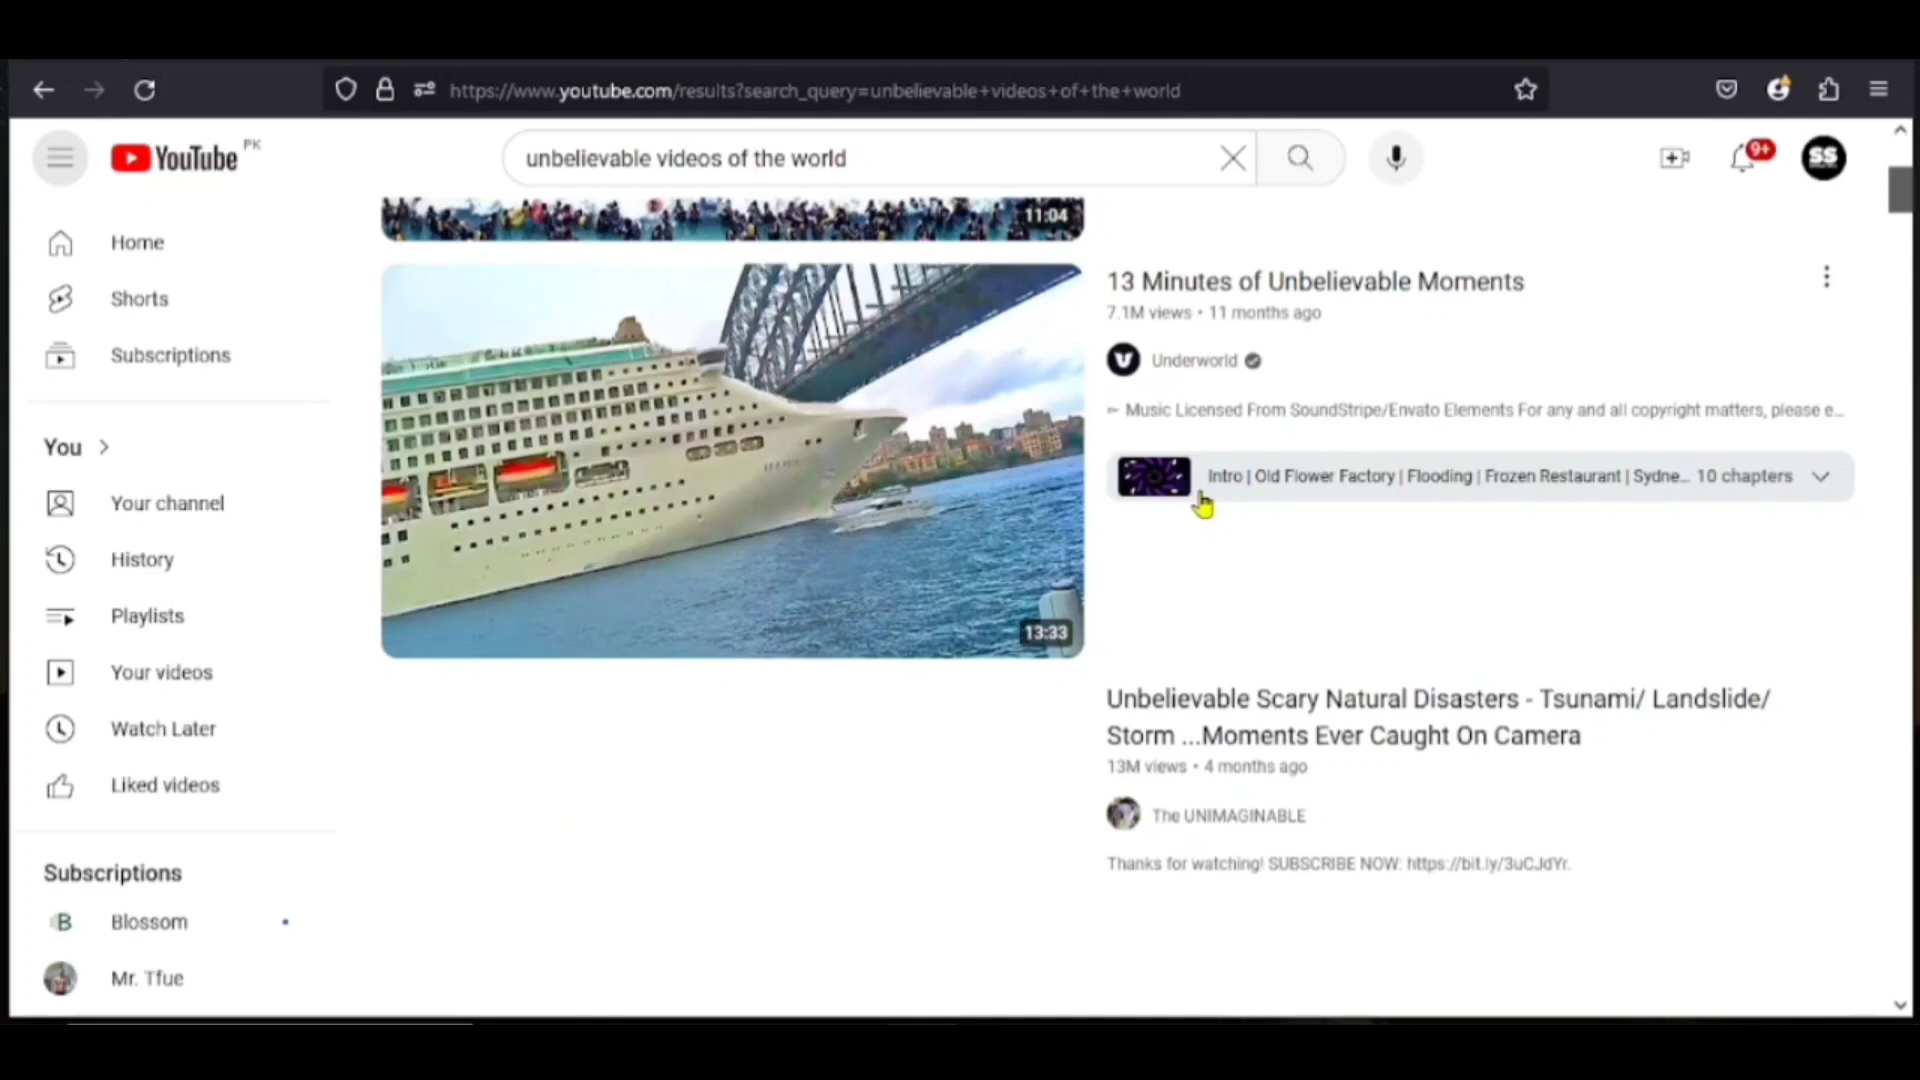 https://www.youtube.com/results?search_query=unbelievable+videos+of+the+world
YouTube PK
unbelievable videos of the world
9+
SS
Home
Shorts
Subscriptions
You
Your channel
History
Playlists
Your videos
Watch Later
Liked videos
Subscriptions
B Blossom
Mr. Tfue
11:04
13:33
13 Minutes of Unbelievable Moments
7.1M views • 11 months ago
U Underworld
Music Licensed From SoundStripe/Envato Elements For any and all copyright matters, please e...
Intro | Old Flower Factory | Flooding | Frozen Restaurant | Sydne... 10 chapters
Unbelievable Scary Natural Disasters - Tsunami/ Landslide/
Storm ...Moments Ever Caught On Camera
13M views • 4 months ago
The UNIMAGINABLE
Thanks for watching! SUBSCRIBE NOW: https://bit.ly/3uCJdYr.